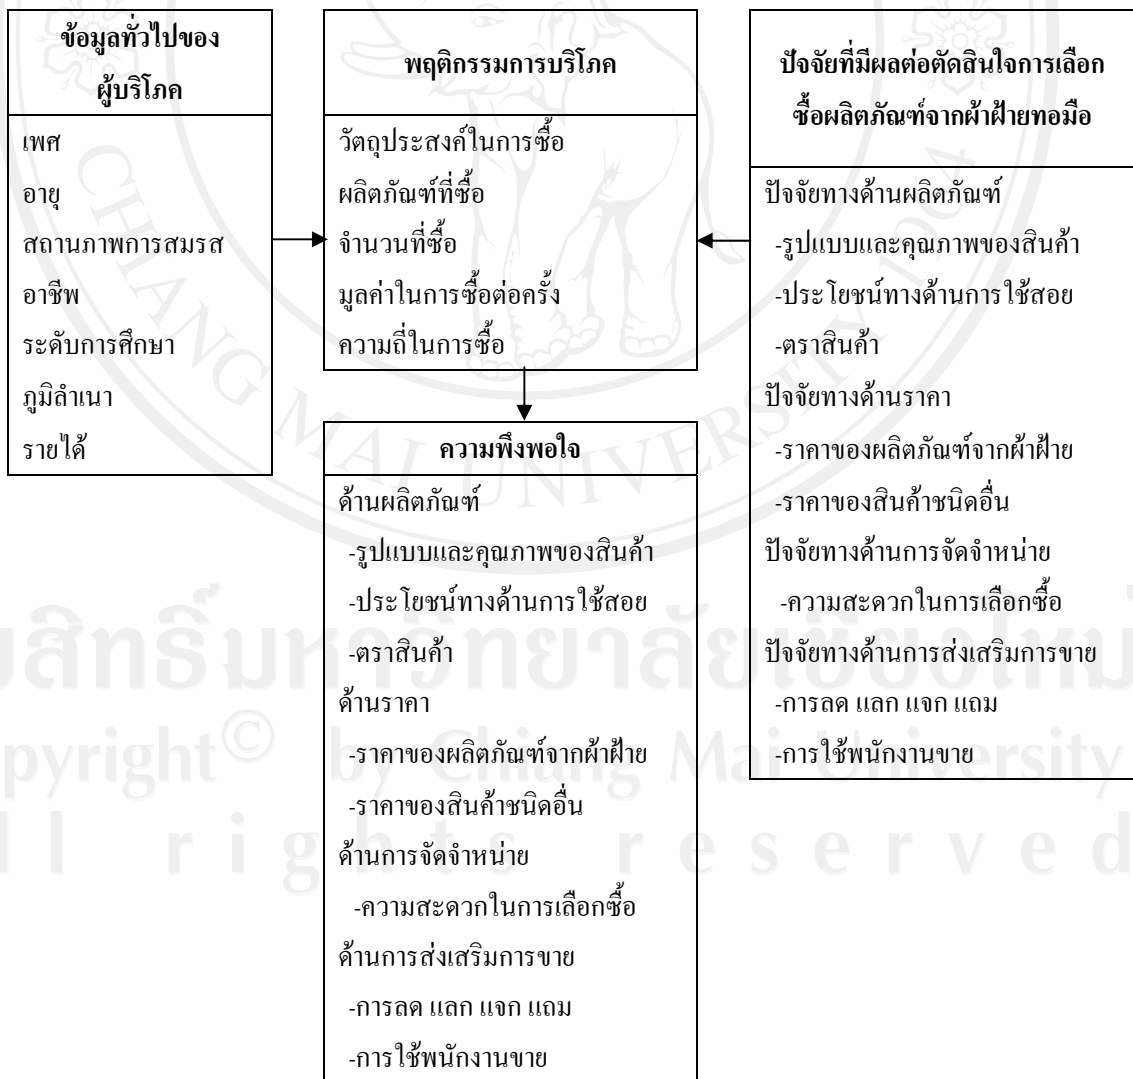 ข้อมูลทั่วไปของ
ผู้บริโภค
เพศ
อายุ
สถานภาพการสมรส
อาชีพ
ระดับการศึกษา
ภูมิลำเนา
รายได้
พฤติกรรมการบริโภค
วัตถุประสงค์ในการซื้อ
ผลิตภัณฑ์ที่ซื้อ
จำนวนที่ซื้อ
มูลค่าในการซื้อต่อครั้ง
ความถี่ในการซื้อ
ความพึงพอใจ
ด้านผลิตภัณฑ์
-รูปแบบและคุณภาพของสินค้า
-ประโยชน์ทางด้านการใช้สอย
-ตราสินค้า
ด้านราคา
-ราคาของผลิตภัณฑ์จากผ้าฝ้าย
-ราคาของสินค้าชนิดอื่น
ด้านการจัดจำหน่าย
-ความสะดวกในการเลือกซื้อ
ด้านการส่งเสริมการขาย
-การลด แลก แจก แถม
-การใช้พนักงานขาย
ปัจจัยที่มีผลต่อตัดสินใจการเลือก
ซื้อผลิตภัณฑ์จากผ้าฝ้ายทอมือ
ปัจจัยทางด้านผลิตภัณฑ์
-รูปแบบและคุณภาพของสินค้า
-ประโยชน์ทางด้านการใช้สอย
-ตราสินค้า
ปัจจัยทางด้านราคา
-ราคาของผลิตภัณฑ์จากผ้าฝ้าย
-ราคาของสินค้าชนิดอื่น
ปัจจัยทางด้านการจัดจำหน่าย
-ความสะดวกในการเลือกซื้อ
ปัจจัยทางด้านการส่งเสริมการขาย
-การลด แลก แจก แถม
-การใช้พนักงานขาย
CHIANG MAI UNIVERSITY 1964
สิทธิ์มหาวิทยาลัยเชียงใหม่
pyright© by Chiang Mai University
ll rights reserved